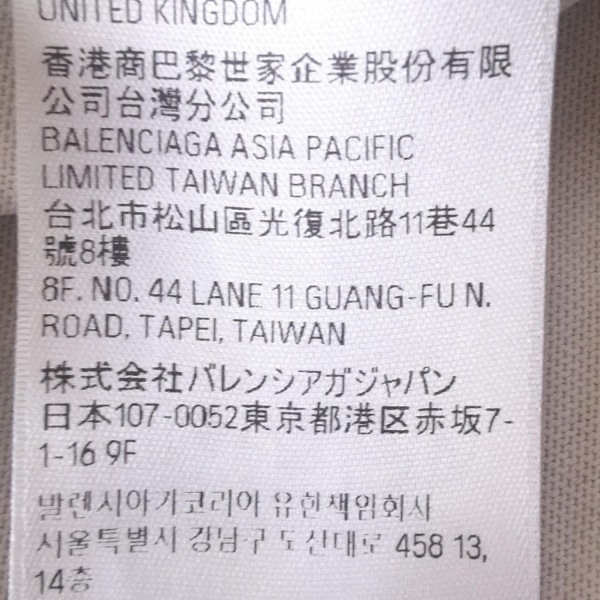 UNITED KINGDOM
香港商巴黎世家企業股份有限
公司台灣分公司
BALENCIAGA ASIA PACIFIC
LIMITED TAIWAN BRANCH
台北市松山區光復北路11巷44
號8樓
8F. NO. 44 LANE 11 GUANG-FU N.
ROAD, TAPEI, TAIWAN
株式会社バレンシアガジャパン
日本107-0052東京都港区赤坂7-
1-16 9F
발렌시아가코리아 유한책임회사
서울특별시 강남구 도산대로 458 13,
14층